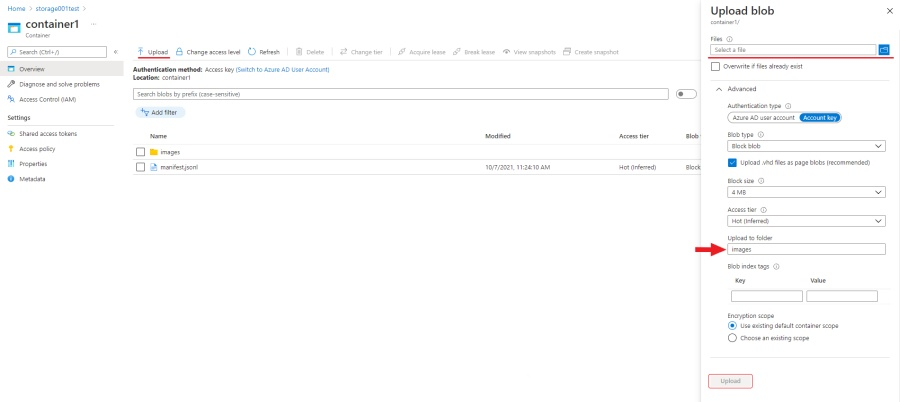 Home > storage001test >
container1 ...
Container
Search (Ctrl+/) «
Overview
Diagnose and solve problems
Access Control (IAM)
Settings
Shared access tokens
Access policy
Properties
Metadata
Upload Change access level Refresh Delete Change tier Acquire lease Break lease View snapshots Create snapshot
Authentication method: Access key (Switch to Azure AD User Account)
Location: container1
Search blobs by prefix (case-sensitive)
Add filter
Name Modified Access tier Blob
images
manifest.jsonl 10/7/2021, 11:24:10 AM Hot (Inferred) Block
Upload blob
container1/
Files
Select a file
Overwrite if files already exist
Advanced
Authentication type
Azure AD user account Account key
Blob type
Block blob
Upload .vhd files as page blobs (recommended)
Block size
4 MB
Access tier
Hot (Inferred)
Upload to folder
images
Blob index tags
Key Value
Encryption scope
Use existing default container scope
Choose an existing scope
Upload